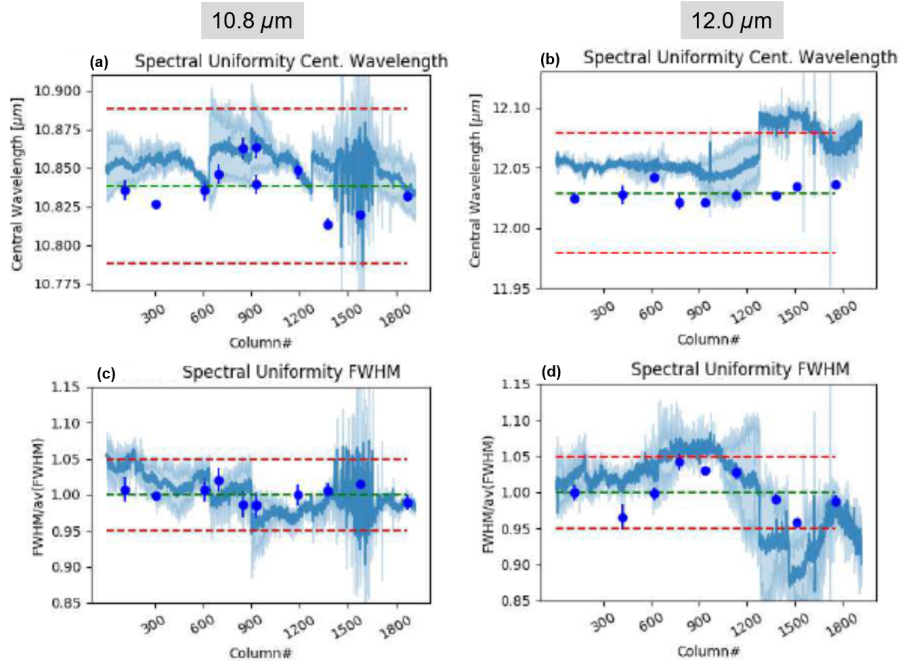 10.8 µm
12.0 µm
(a) Spectral Uniformity Cent. Wavelength
Central Wavelength [µm]
10.900
10.875
10.850
10.825
10.800
10.775
300 600 900 1200 1500 1800
Column#
(b) Spectral Uniformity Cent. Wavelength
Central Wavelength [µm]
12.10
12.05
12.00
11.95
300 600 900 1200 1500 1800
Column#
(c) Spectral Uniformity FWHM
FWHM/av(FWHM)
1.15
1.10
1.05
1.00
0.95
0.90
0.85
300 600 900 1200 1500 1800
Column#
(d) Spectral Uniformity FWHM
FWHM/av(FWHM)
1.15
1.10
1.05
1.00
0.95
0.90
0.85
300 600 900 1200 1500 1800
Column#